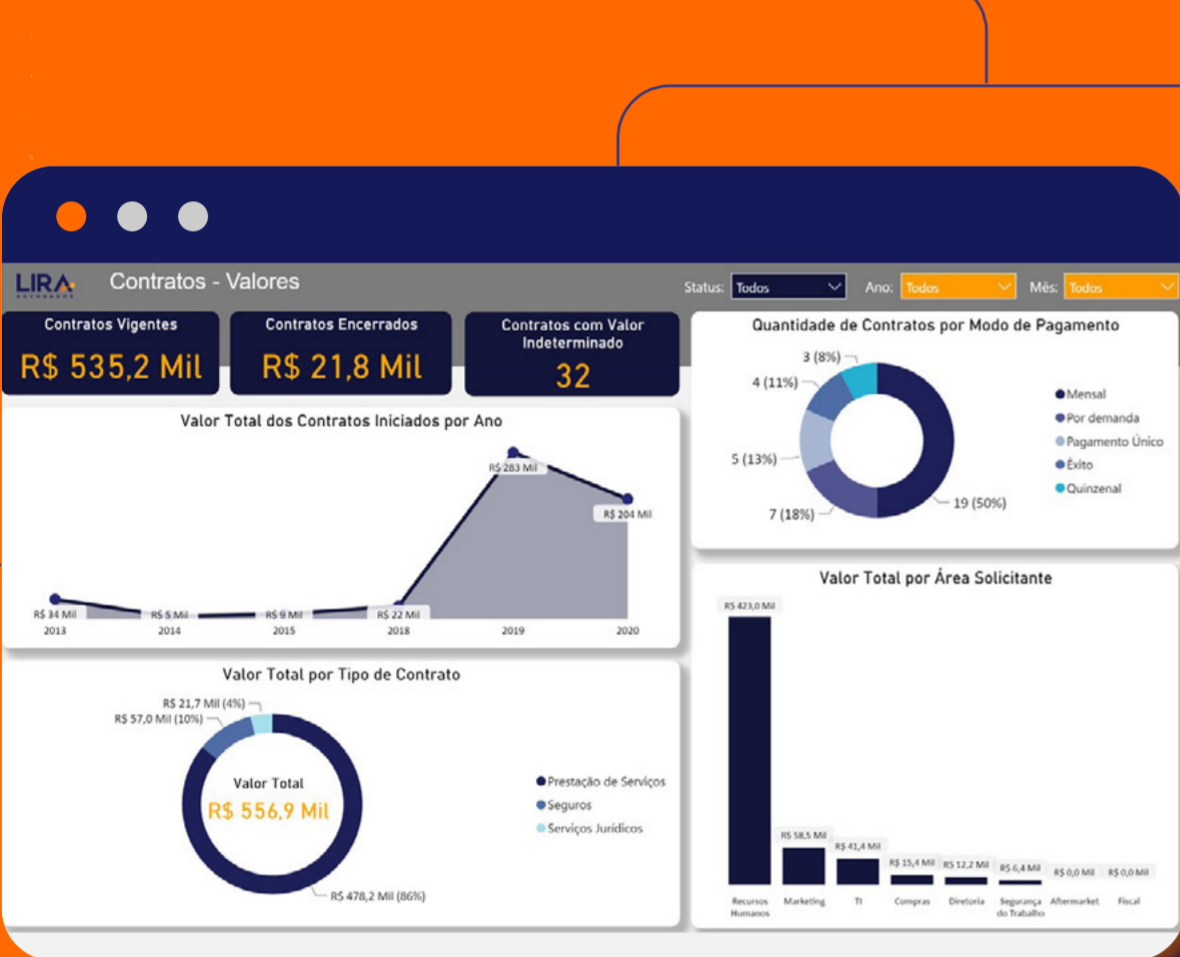 LIRA
ADVOGADOS
Contratos - Valores
Status: Todos
Ano: Todos
Mês: Todos
Contratos Vigentes
R$ 535,2 Mil
Contratos Encerrados
R$ 21,8 Mil
Contratos com Valor
Indeterminado
32
Valor Total dos Contratos Iniciados por Ano
R$ 283 Mil
R$ 204 Mil
R$ 34 Mil
R$ 5 Mil
R$ 9 Mil
R$ 22 Mil
2013
2014
2015
2018
2019
2020
Valor Total por Tipo de Contrato
R$ 21,7 Mil (4%)
R$ 57,0 Mil (10%)
Valor Total
R$ 556,9 Mil
R$ 478,2 Mil (86%)
Prestação de Serviços
Seguros
Serviços Jurídicos
Quantidade de Contratos por Modo de Pagamento
3 (8%)
4 (11%)
5 (13%)
7 (18%)
19 (50%)
Mensal
Por demanda
Pagamento Único
Êxito
Quinzenal
Valor Total por Área Solicitante
R$ 423,0 Mil
R$ 58,5 Mil
R$ 41,4 Mil
R$ 15,4 Mil
R$ 12,2 Mil
R$ 6,4 Mil
R$ 0,0 Mil
R$ 0,0 Mil
Recursos
Humanos
Marketing
TI
Compras
Diretoria
Segurança
do Trabalho
Aftermarket
Fiscal